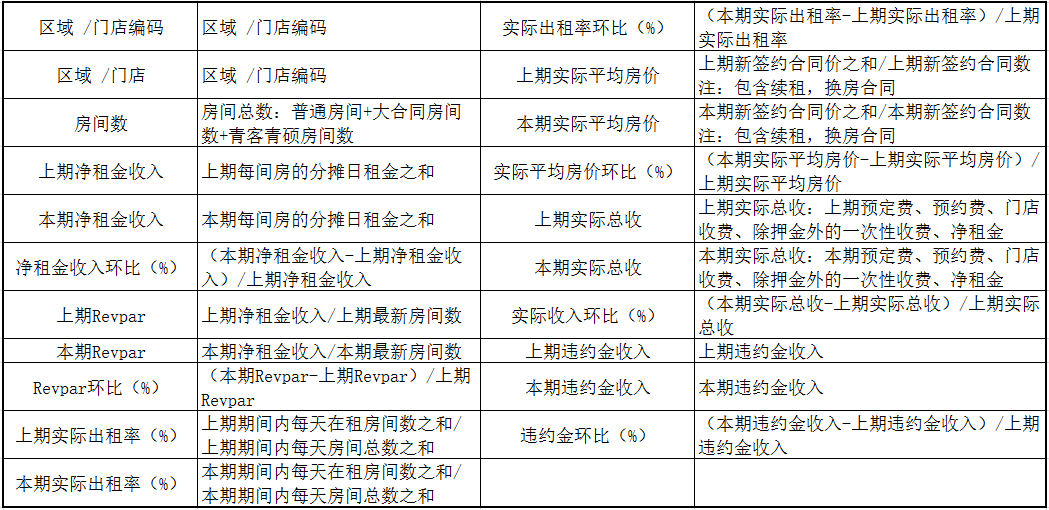 区域 /门店编码
区域 /门店编码
实际出租率环比(%)
(本期实际出租率-上期实际出租率)/上期
实际出租率
区域 /门店
区域 /门店编码
上期实际平均房价
上期新签约合同价之和/上期新签约合同数
注：包含续租，换房合同
房间数
房间总数：普通房间+大合同房间
数+青客青硕房间数
本期实际平均房价
本期新签约合同价之和/本期新签约合同数
注：包含续租，换房合同
上期净租金收入
上期每间房的分摊日租金之和
实际平均房价环比(%)
(本期实际平均房价-上期实际平均房价)/
上期实际平均房价
本期净租金收入
本期每间房的分摊日租金之和
上期实际总收
上期实际总收：上期预定费、预约费、门店
收费、除押金外的一次性收费、净租金
净租金收入环比(%)
(本期净租金收入-上期净租金收
入)/上期净租金收入
本期实际总收
本期实际总收：本期预定费、预约费、门店
收费、除押金外的一次性收费、净租金
上期Revpar
上期净租金收入/上期最新房间数
实际收入环比(%)
(本期实际总收-上期实际总收)/上期实际
总收
本期Revpar
本期净租金收入/本期最新房间数
上期违约金收入
上期违约金收入
Revpar环比(%)
(本期Revpar-上期Revpar)/上期
Revpar
本期违约金收入
本期违约金收入
上期实际出租率(%)
上期期间内每天在租房间数之和/
上期期间内每天房间总数之和
违约金环比(%)
(本期违约金收入-上期违约金收入)/上期
违约金收入
本期实际出租率(%)
本期期间内每天在租房间数之和/
本期期间内每天房间总数之和